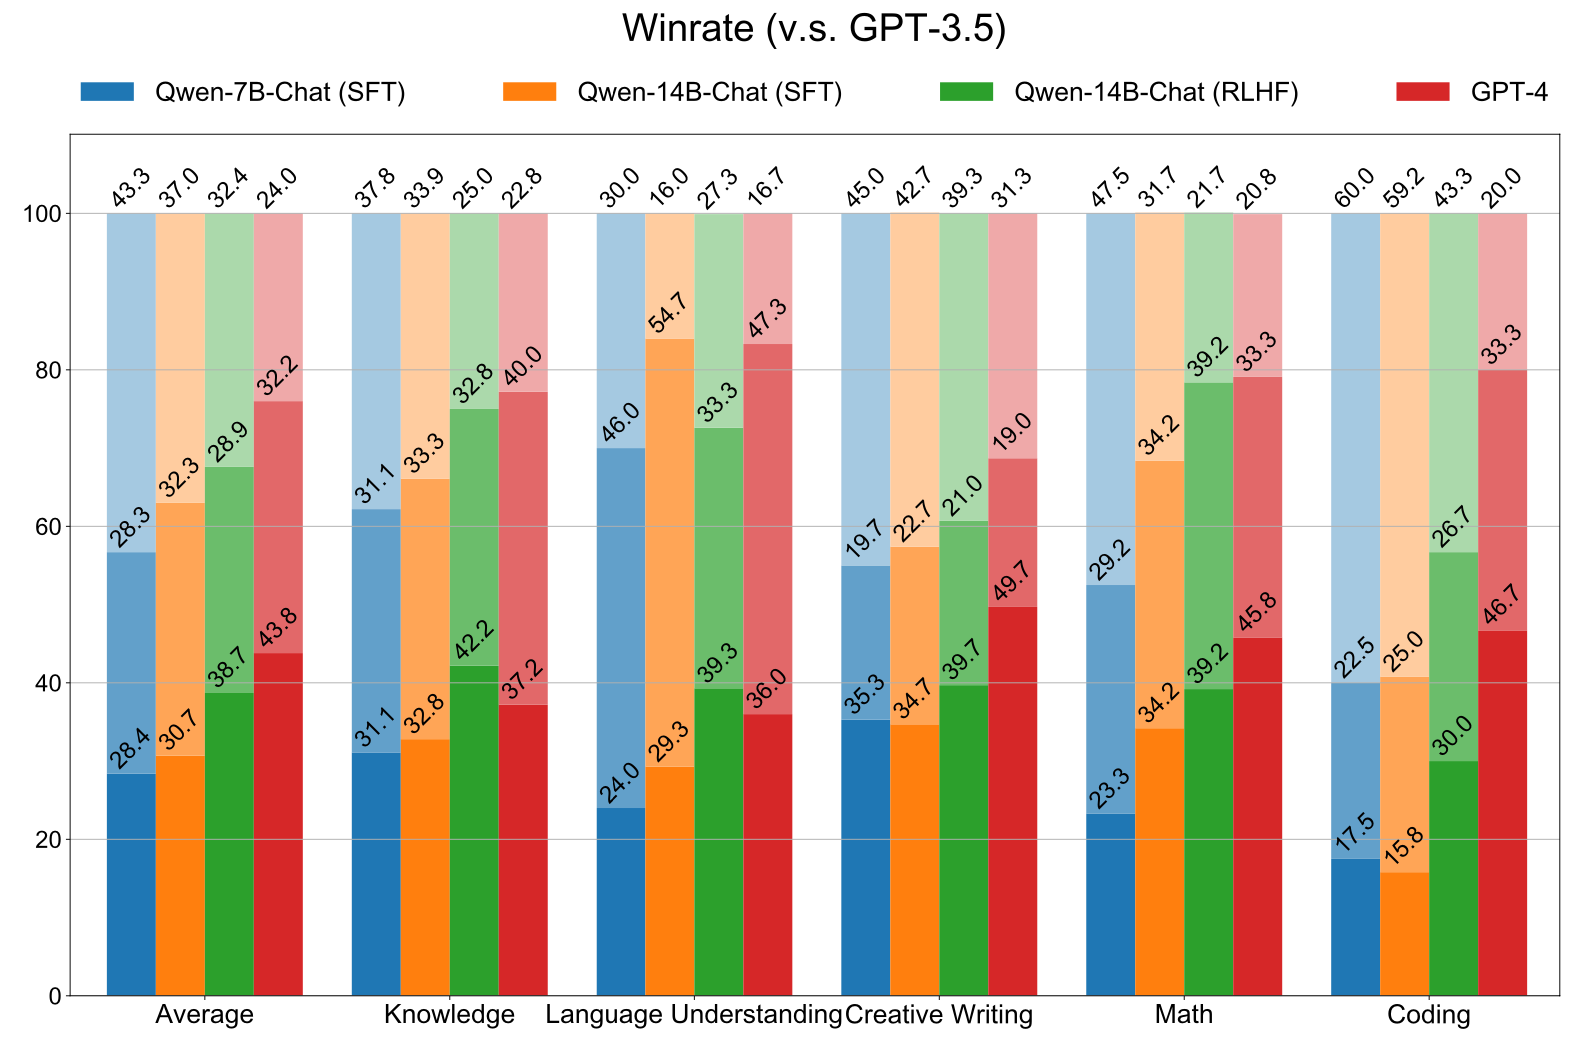 Winrate (v.s. GPT-3.5)
Qwen-7B-Chat (SFT) Qwen-14B-Chat (SFT) Qwen-14B-Chat (RLHF) GPT-4
43.3 37.0 32.4 24.0 37.8 33.9 25.0 22.8 30.0 16.0 27.3 16.7 45.0 42.7 39.3 31.3 47.5 31.7 21.7 20.8 60.0 59.2 43.3 20.0
100
80
60
40
20
0
28.3 32.3 28.9 32.2 31.1 33.3 32.8 40.0 46.0 54.7 33.3 47.3 19.7 22.7 21.0 19.0 29.2 34.2 39.2 33.3 22.5 25.0 26.7 33.3
28.4 30.7 38.7 43.8 31.1 32.8 42.2 37.2 24.0 29.3 39.3 36.0 35.3 34.7 39.7 49.7 23.3 34.2 39.2 45.8 17.5 15.8 30.0 46.7
Average Knowledge Language Understanding Creative Writing Math Coding